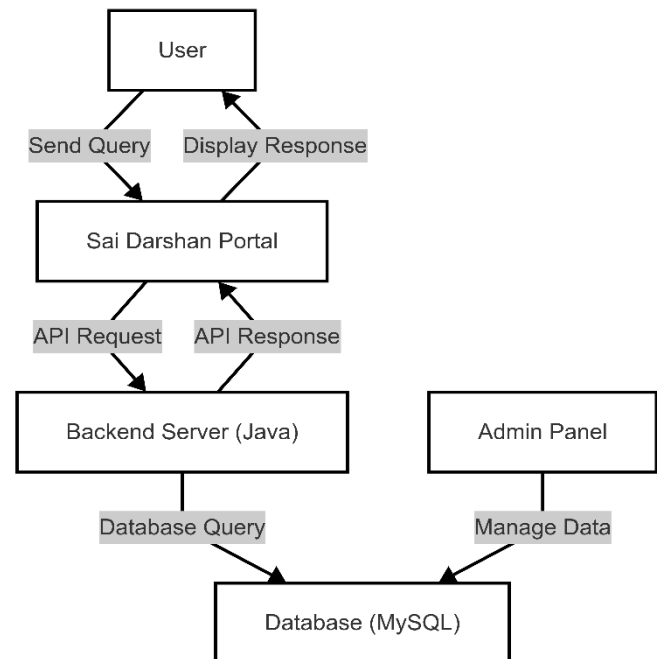 User
Send Query
Display Response
Sai Darshan Portal
API Request
API Response
Backend Server (Java)
Admin Panel
Database Query
Manage Data
Database (MySQL)